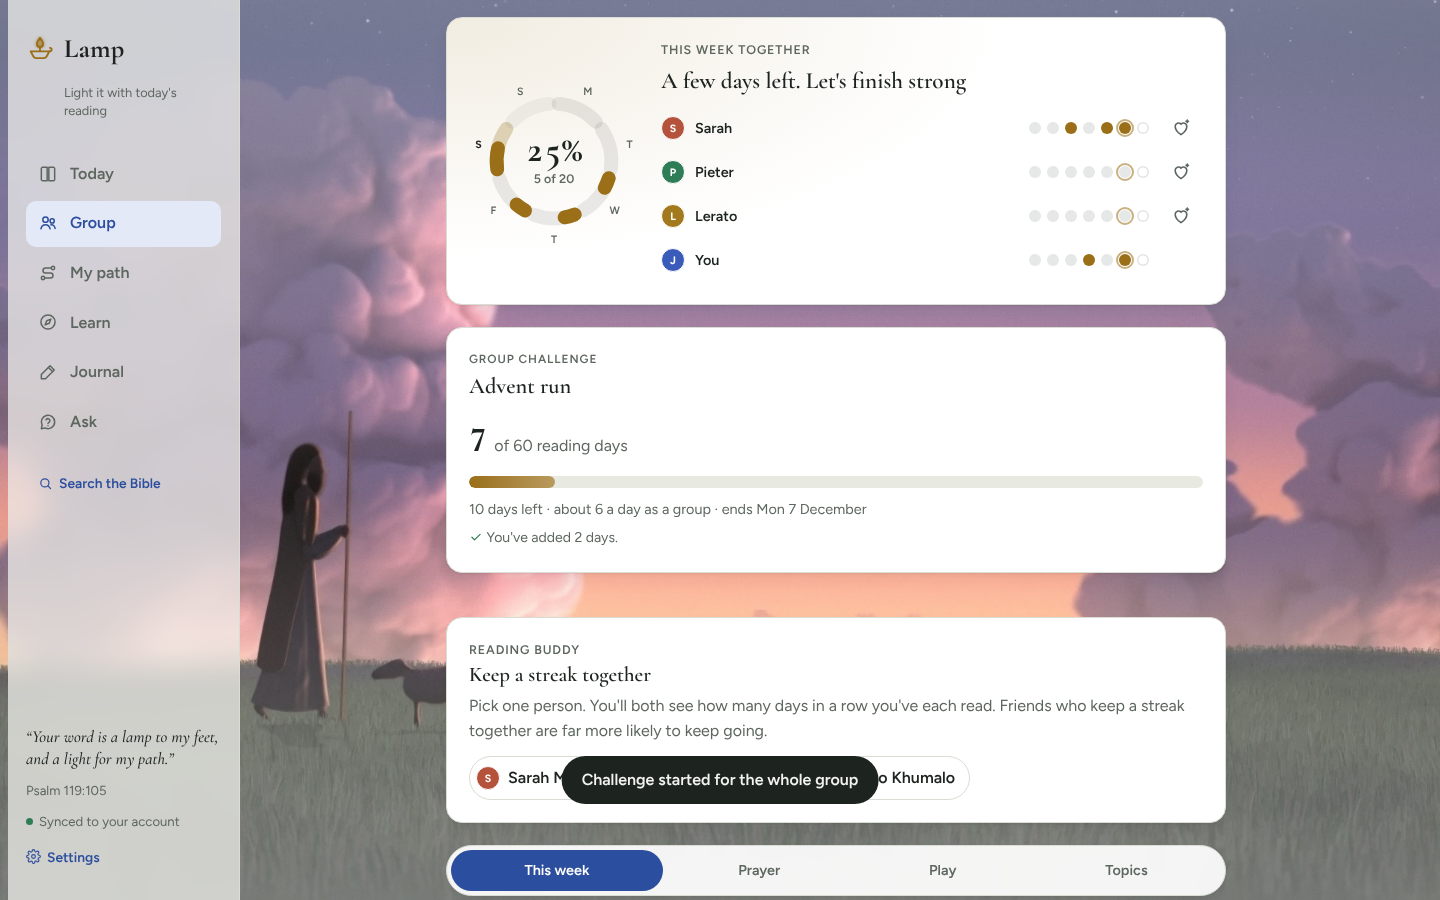 Lamp
Light it with today's
reading
Today
Group
My path
Learn
Journal
Ask
Search the Bible
“Your word is a lamp to my feet,
and a light for my path.”
Psalm 119:105
Synced to your account
Settings
THIS WEEK TOGETHER
A few days left. Let's finish strong
S
M
T
W
T
F
S
25%
5 of 20
S Sarah
P Pieter
L Lerato
J You
GROUP CHALLENGE
Advent run
7 of 60 reading days
10 days left · about 6 a day as a group · ends Mon 7 December
You've added 2 days.
READING BUDDY
Keep a streak together
Pick one person. You'll both see how many days in a row you've each read. Friends who keep a streak
together are far more likely to keep going.
S Sarah
Khumalo
Challenge started for the whole group
This week
Prayer
Play
Topics